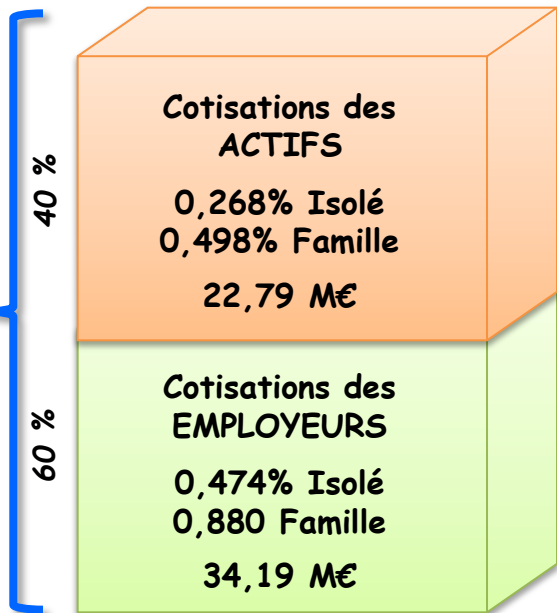 40 %
Cotisations des
ACTIFS
0,268% Isolé
0,498% Famille
22,79 M€
60 %
Cotisations des
EMPLOYEURS
0,474% Isolé
0,880 Famille
34,19 M€